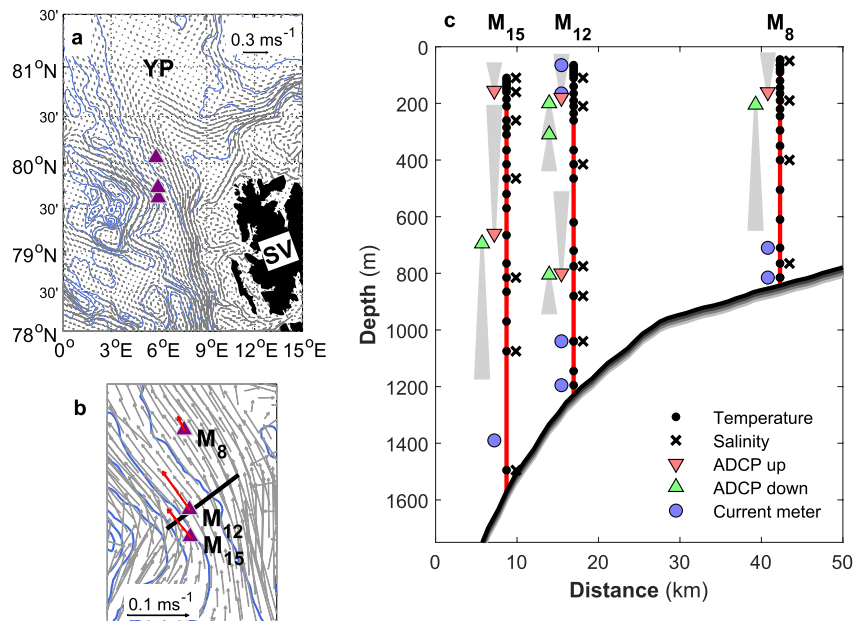 a
0.3 ms⁻¹
YP
SV
30'
81°N
30'
80°N
30'
79°N
30'
78°N
0° 3°E 6°E 9°E 12°E 15°E
b
M₈
M₁₂
M₁₅
0.1 ms⁻¹
c
M₁₅ M₁₂ M₈
0
200
400
600
800
1000
1200
1400
1600
Depth (m)
Temperature
Salinity
ADCP up
ADCP down
Current meter
0 10 20 30 40 50
Distance (km)